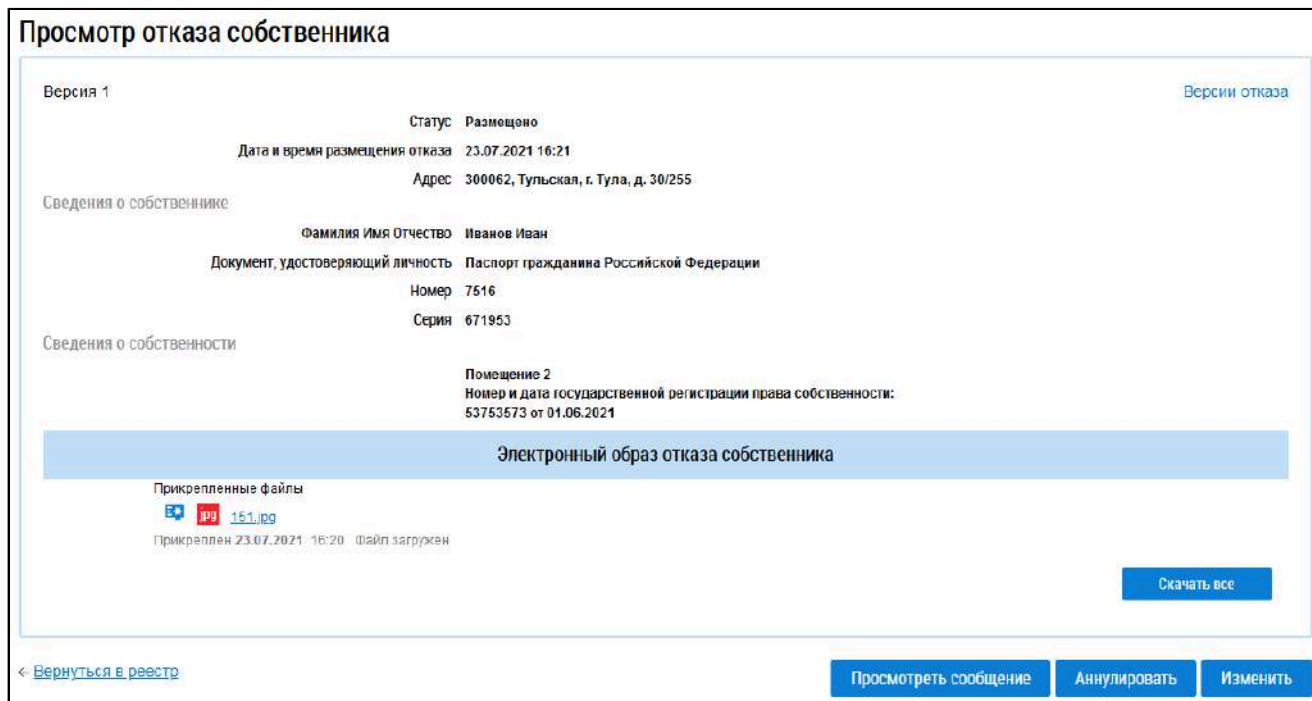 Просмотр отказа собственника
Версия 1 Версии отказа
Статус Размещено
Дата и время размещения отказа 23.07.2021 16:21
Адрес 300062, Тульская, г. Тула, д. 30/255
Сведения о собственнике
Фамилия Имя Отчество Иванов Иван
Документ, удостоверяющий личность Паспорт гражданина Российской Федерации
Номер 7516
Серия 671953
Сведения о собственности
Помещение 2
Номер и дата государственной регистрации права собственности:
53753573 от 01.06.2021
Электронный образ отказа собственника
Прикрепленные файлы
jpg 151.jpg
Прикреплен 23.07.2021 16:20 Файл загружен
Скачать все
← Вернуться в реестр Просмотреть сообщение Аннулировать Изменить